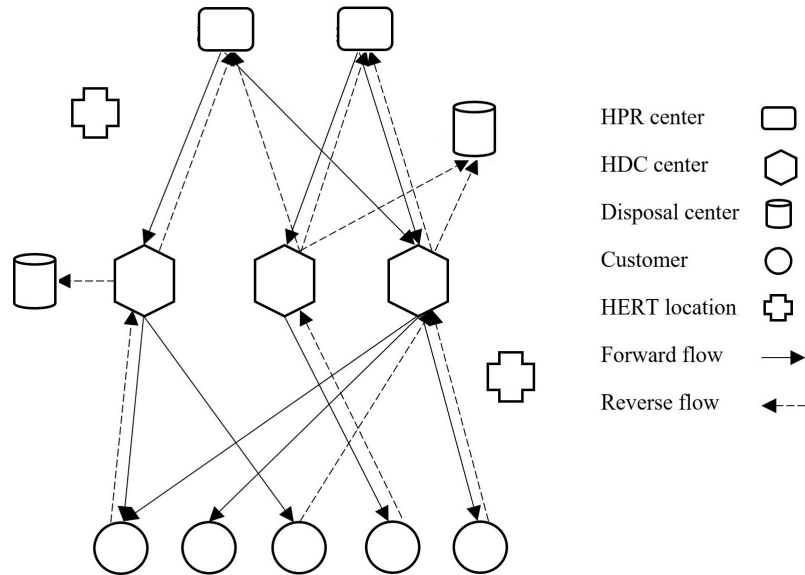 HPR center
HDC center
Disposal center
Customer
HERT location
Forward flow
Reverse flow